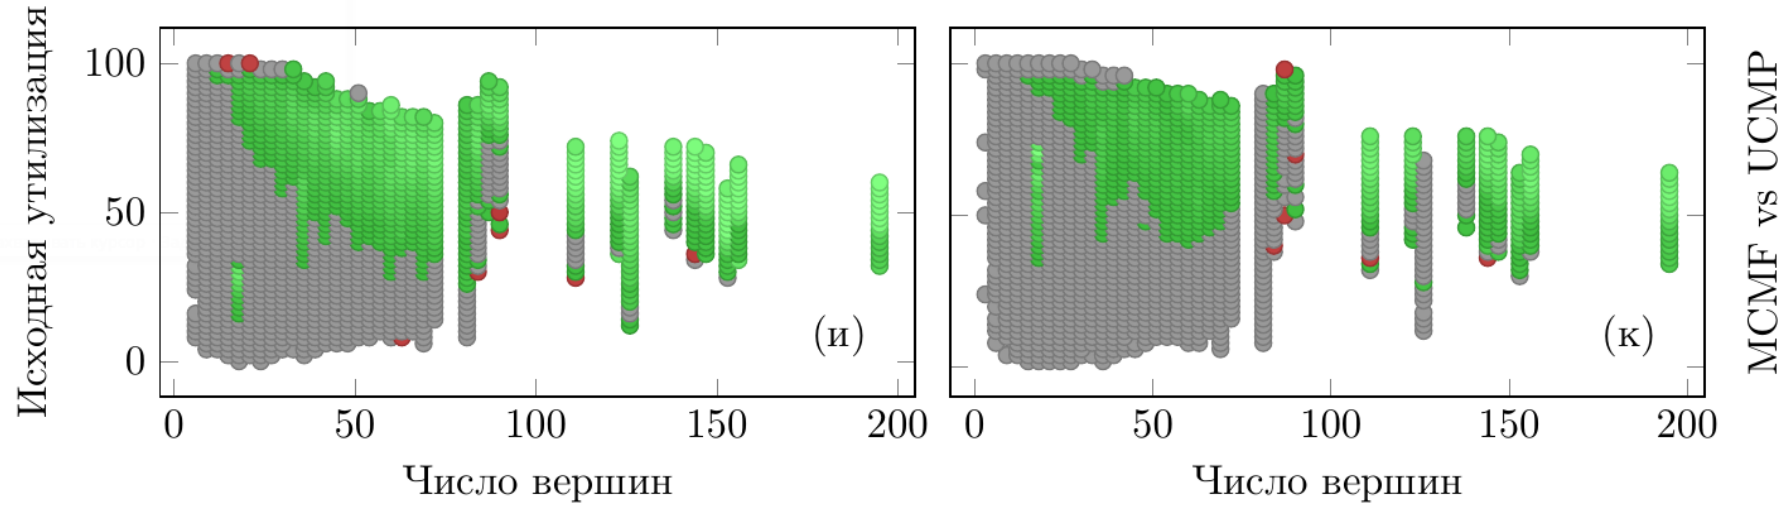 Исходная утилизация
100
50
0
(и)
(к)
0 50 100 150 200
0 50 100 150 200
Число вершин
Число вершин
MCMF vs UCMP